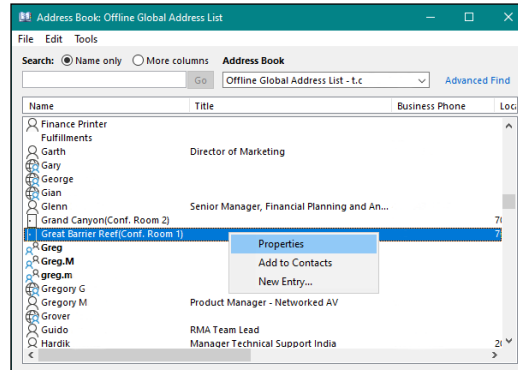 Address Book: Offline Global Address List
File Edit Tools
Search: Name only More columns Address Book
Go Offline Global Address List - t.c Advanced Find
Name Title Business Phone Loca
Finance Printer
Fulfillments
Garth Director of Marketing
Gary
George
Gian
Glenn Senior Manager, Financial Planning and An...
Grand Canyon(Conf. Room 2)
Great Barrier Reef(Conf. Room 1)
Greg Properties
Greg.M Add to Contacts
greg.m New Entry...
Gregory G
Gregory M Product Manager - Networked AV
Grover
Guido RMA Team Lead
Hardik Manager Technical Support India